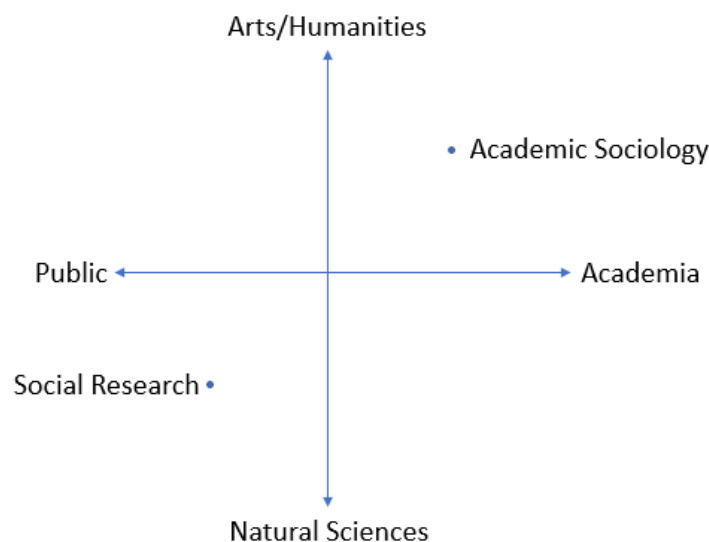 Arts/Humanities
Academic Sociology
Public
Academia
Social Research
Natural Sciences